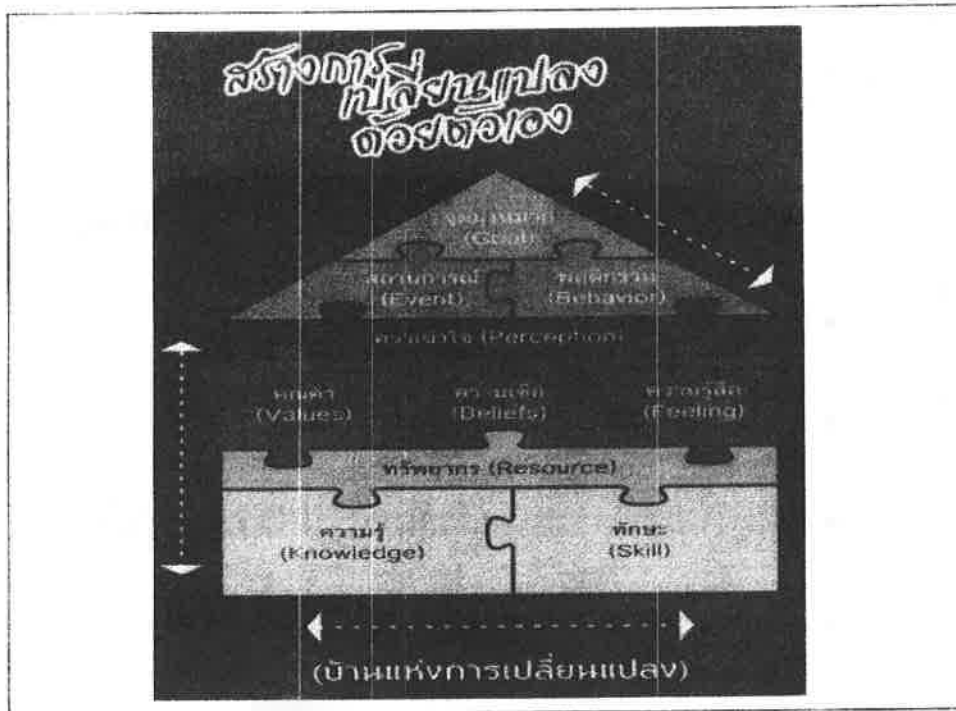 สร้างการ
เปลี่ยนแปลง
ด้วยตัวเอง
(Goal)
สถานการณ์
(Event)
พฤติกรรม
(Behavior)
ความเข้าใจ (Perception)
คุณค่า
(Values)
ความเชื่อ
(Beliefs)
ความรู้สึก
(Feeling)
ทรัพยากร (Resource)
ความรู้
(Knowledge)
ทักษะ
(Skill)
(บ้านแห่งการเปลี่ยนแปลง)